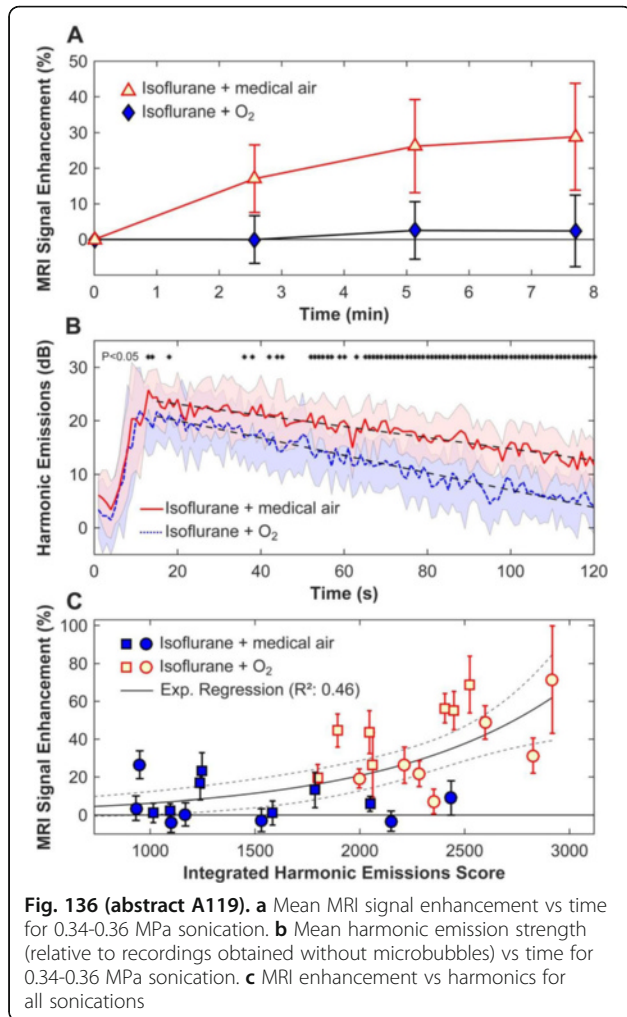 A
MRI Signal Enhancement (%)
50
40
30
20
10
0
Isoflurane + medical air
Isoflurane + O₂
0 1 2 3 4 5 6 7 8
Time (min)
B
Harmonic Emissions (dB)
30
20
10
0
P<0.05
Isoflurane + medical air
Isoflurane + O₂
0 20 40 60 80 100 120
Time (s)
C
MRI Signal Enhancement (%)
100
80
60
40
20
0
Isoflurane + medical air
Isoflurane + O₂
Exp. Regression (R²: 0.46)
1000 1500 2000 2500 3000
Integrated Harmonic Emissions Score
Fig. 136 (abstract A119). a Mean MRI signal enhancement vs time
for 0.34-0.36 MPa sonication. b Mean harmonic emission strength
(relative to recordings obtained without microbubbles) vs time for
0.34-0.36 MPa sonication. c MRI enhancement vs harmonics for
all sonications